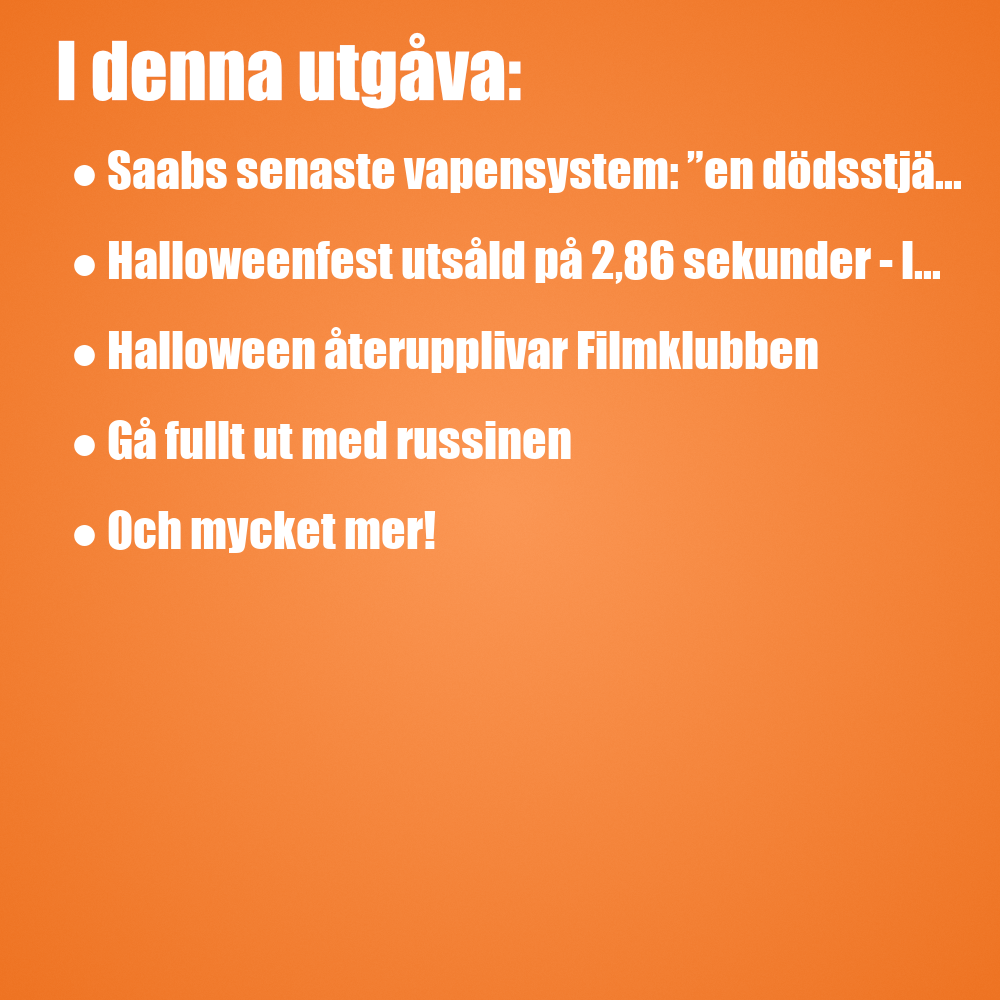 I denna utgåva:
• Saabs senaste vapensystem: ”en dödsstjä...
• Halloweenfest utsåld på 2,86 sekunder - I...
• Halloween återupplivar Filmklubben
• Gå fullt ut med russinen
• Och mycket mer!